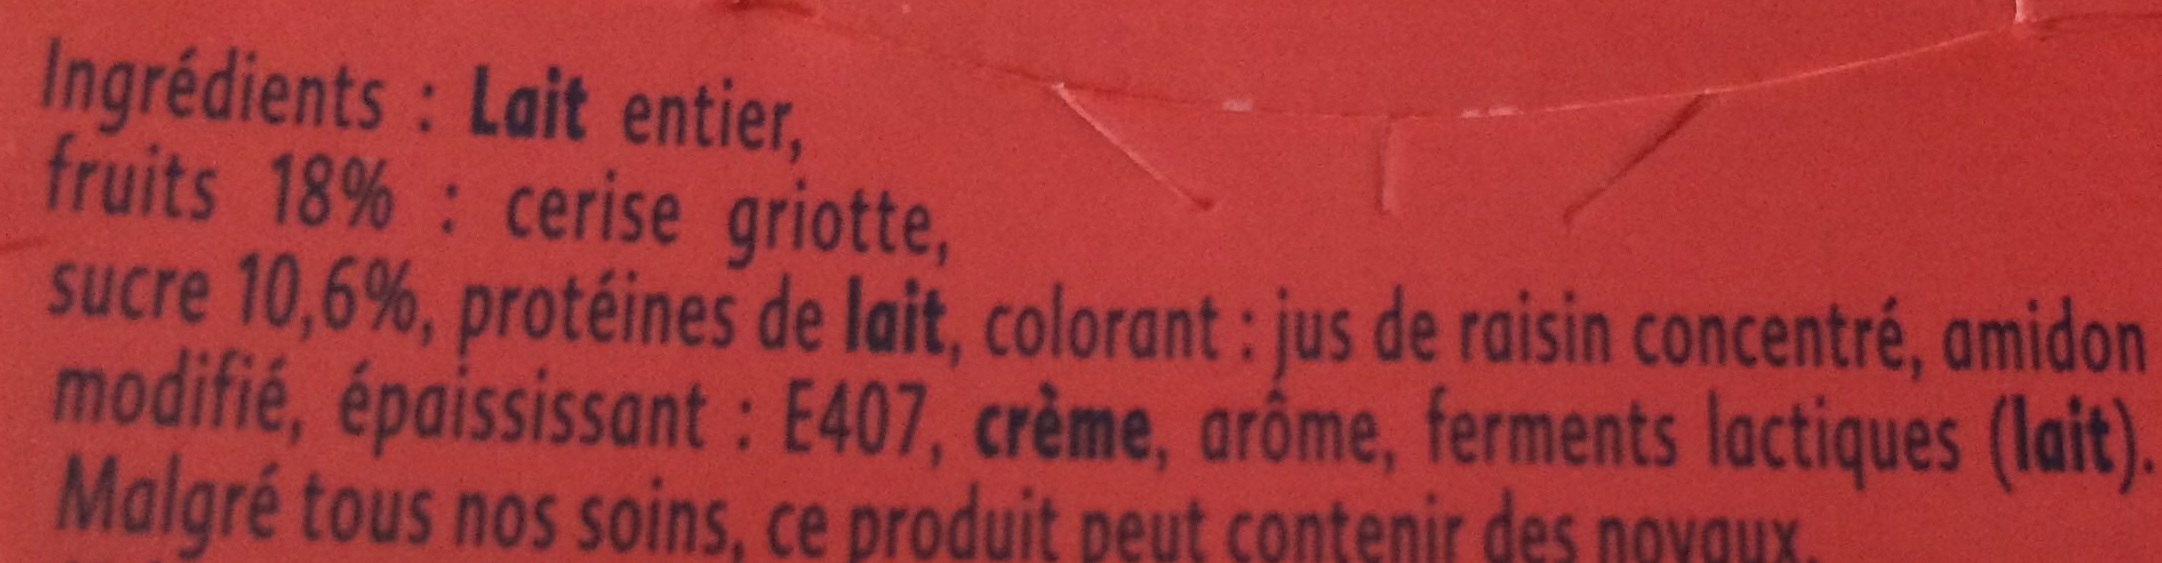 Ingrédients : Lait entier,
fruits 18% : cerise griotte,
sucre 10,6%, protéines de lait, colorant : jus de raisin concentré, amidon
modifié, épaississant : E407, crème, arôme, ferments lactiques (lait).
Malgré tous nos soins, ce produit peut contenir des noyaux.